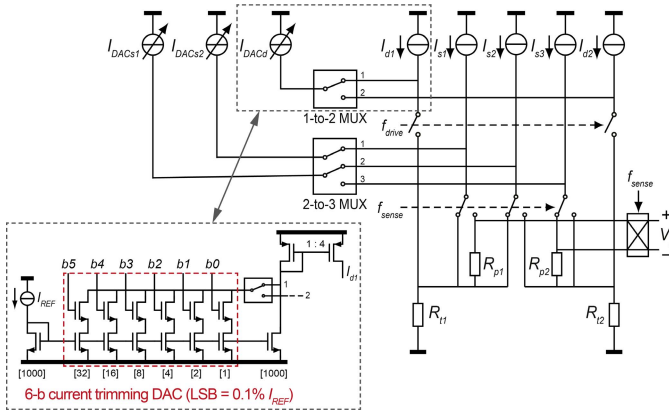 I_DACs1 I_DACs2 I_DACd I_d1 I_s1 I_s2 I_s3 I_d2
1
2
1-to-2 MUX
f_drive
1
2
3
2-to-3 MUX
f_sense
f_sense
+
V
−
R_p1 R_p2
R_t1 R_t2
b5 b4 b3 b2 b1 b0
1 : 4
I_d1
1
2
I_REF
[1000] [32] [16] [8] [4] [2] [1] [1000]
6-b current trimming DAC (LSB = 0.1% I_REF)